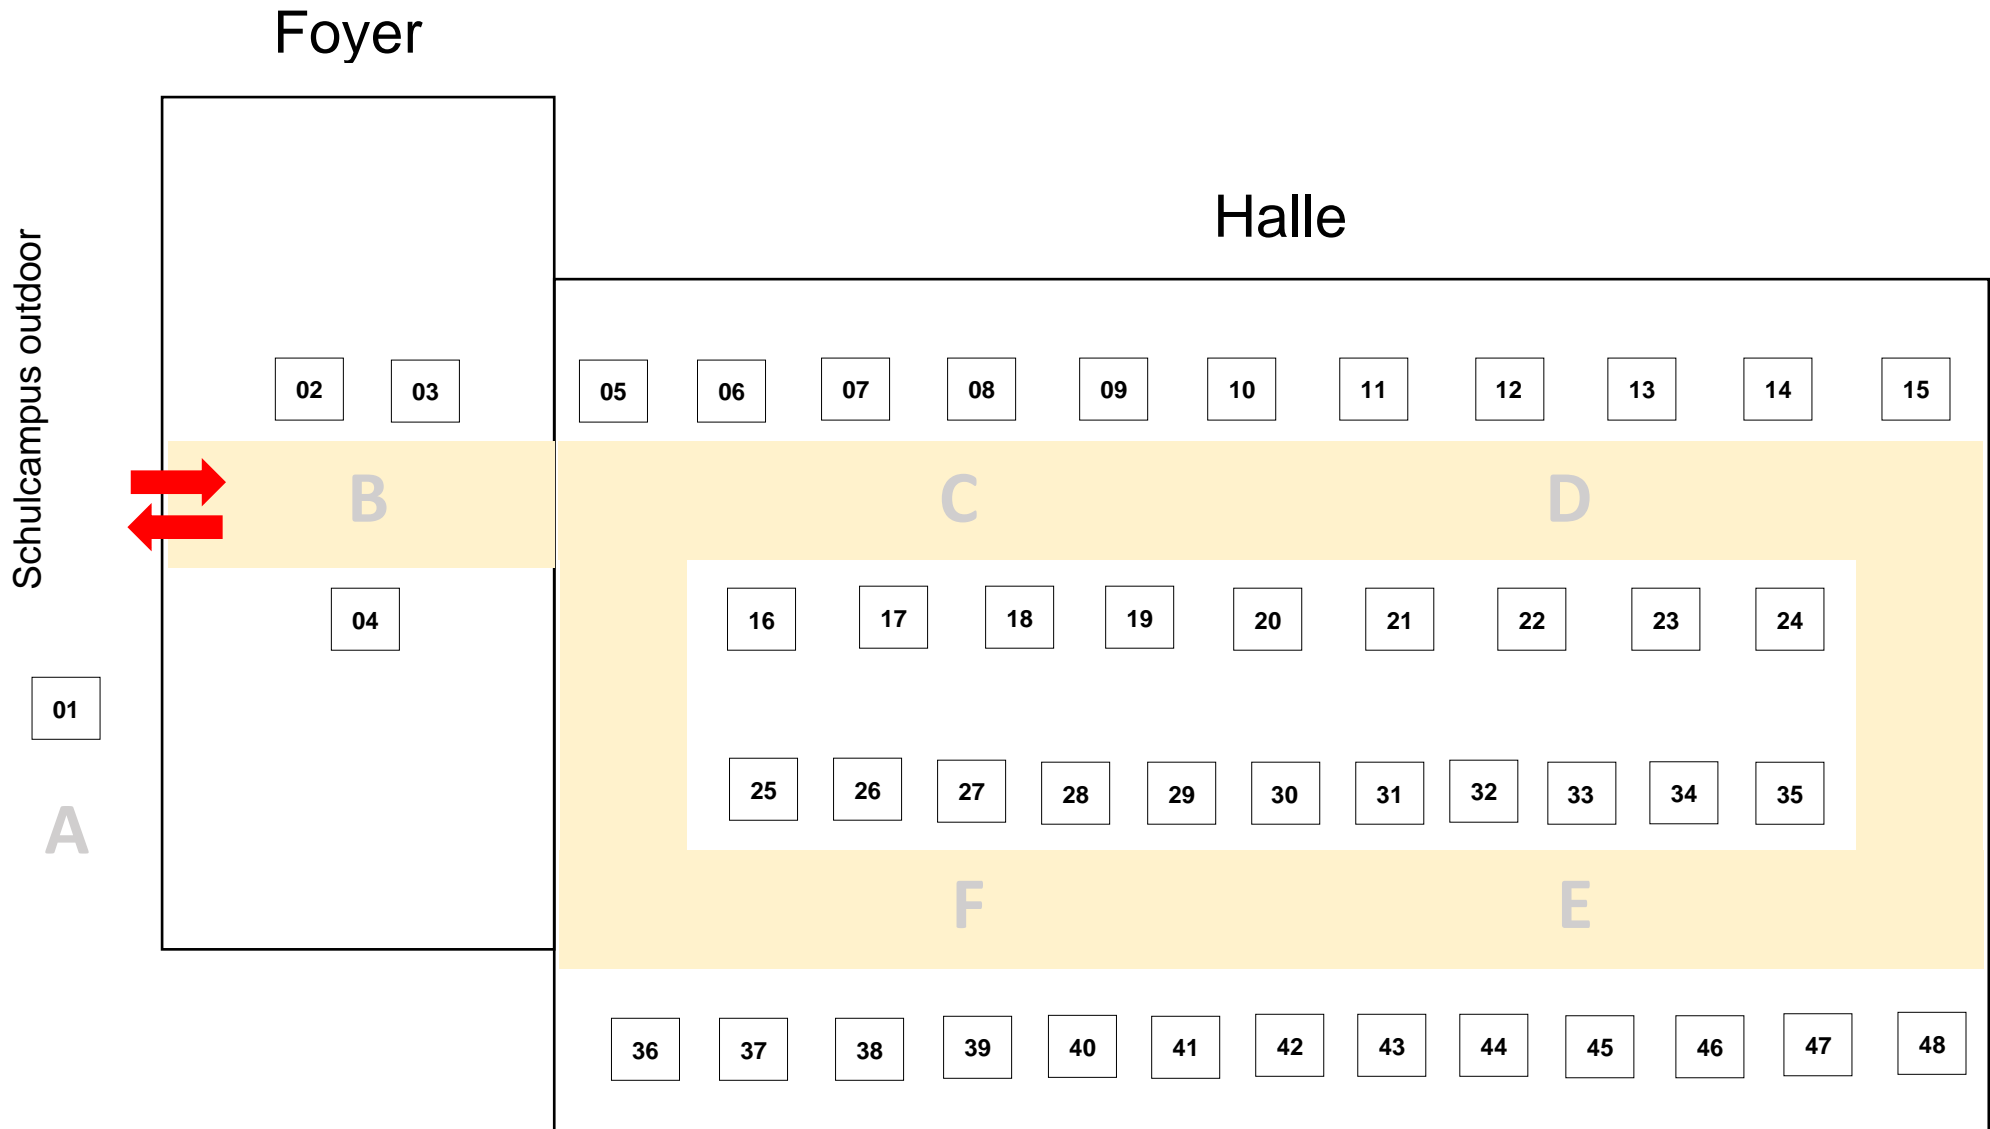 Foyer
Halle
Schulcampus outdoor
02 03 05 06 07 08 09 10 11 12 13 14 15
B C D
04 16 17 18 19 20 21 22 23 24
01
25 26 27 28 29 30 31 32 33 34 35
A
F E
36 37 38 39 40 41 42 43 44 45 46 47 48